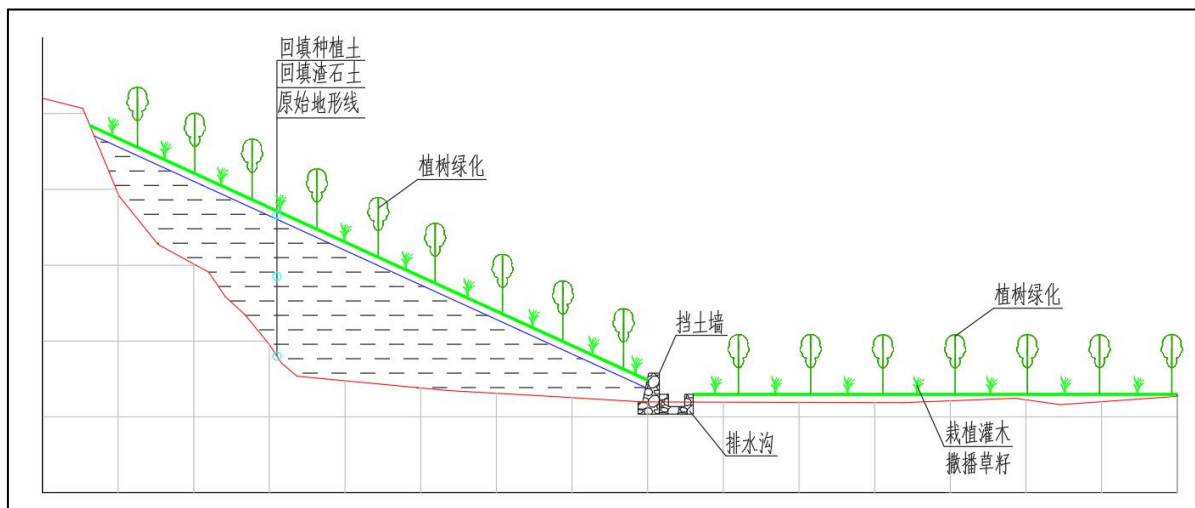 回填种植土
回填渣石土
原始地形线
植树绿化
挡土墙
植树绿化
排水沟
栽植灌木
撒播草籽